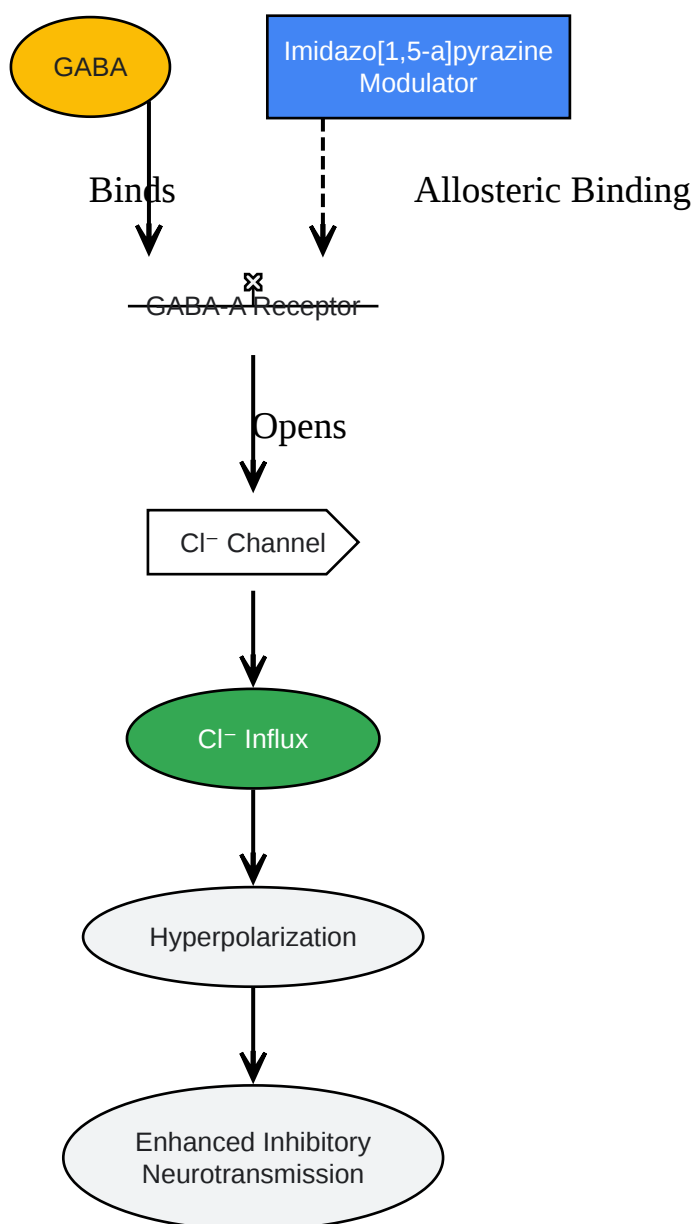 GABA
Imidazo[1,5-a]pyrazine
Modulator
Binds
Allosteric Binding
GABA-A Receptor
Opens
Cl⁻ Channel
Cl⁻ Influx
Hyperpolarization
Enhanced Inhibitory
Neurotransmission